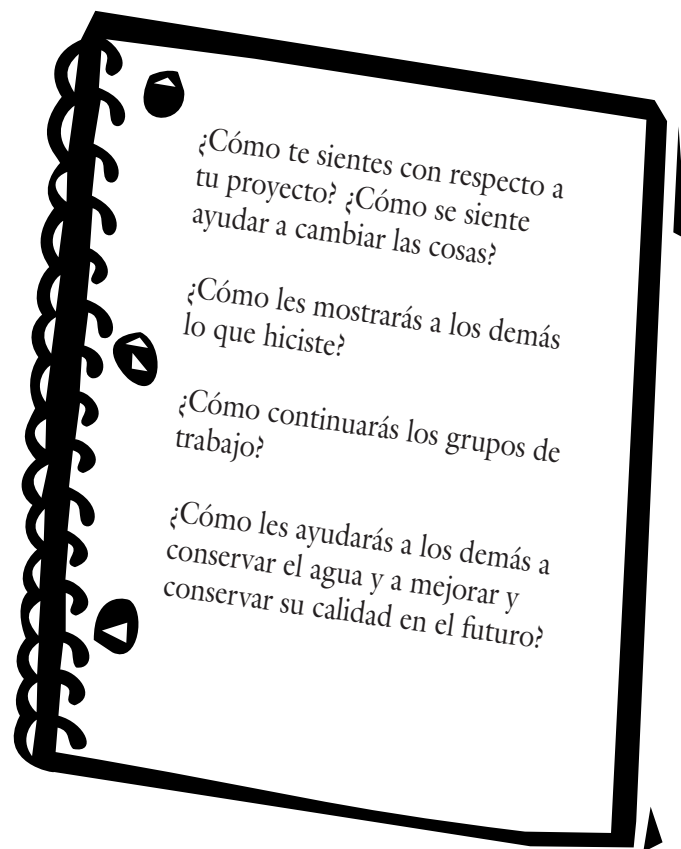 ¿Cómo te sientes con respecto a
tu proyecto? ¿Cómo se siente
ayudar a cambiar las cosas?
¿Cómo les mostrarás a los demás
lo que hiciste?
¿Cómo continuarás los grupos de
trabajo?
¿Cómo les ayudarás a los demás a
conservar el agua y a mejorar y
conservar su calidad en el futuro?